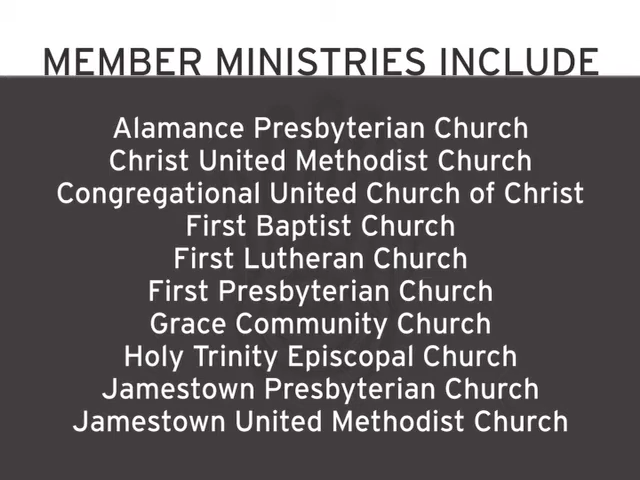 MEMBER MINISTRIES INCLUDE
Alamance Presbyterian Church
Christ United Methodist Church
Congregational United Church of Christ
First Baptist Church
First Lutheran Church
First Presbyterian Church
Grace Community Church
Holy Trinity Episcopal Church
Jamestown Presbyterian Church
Jamestown United Methodist Church